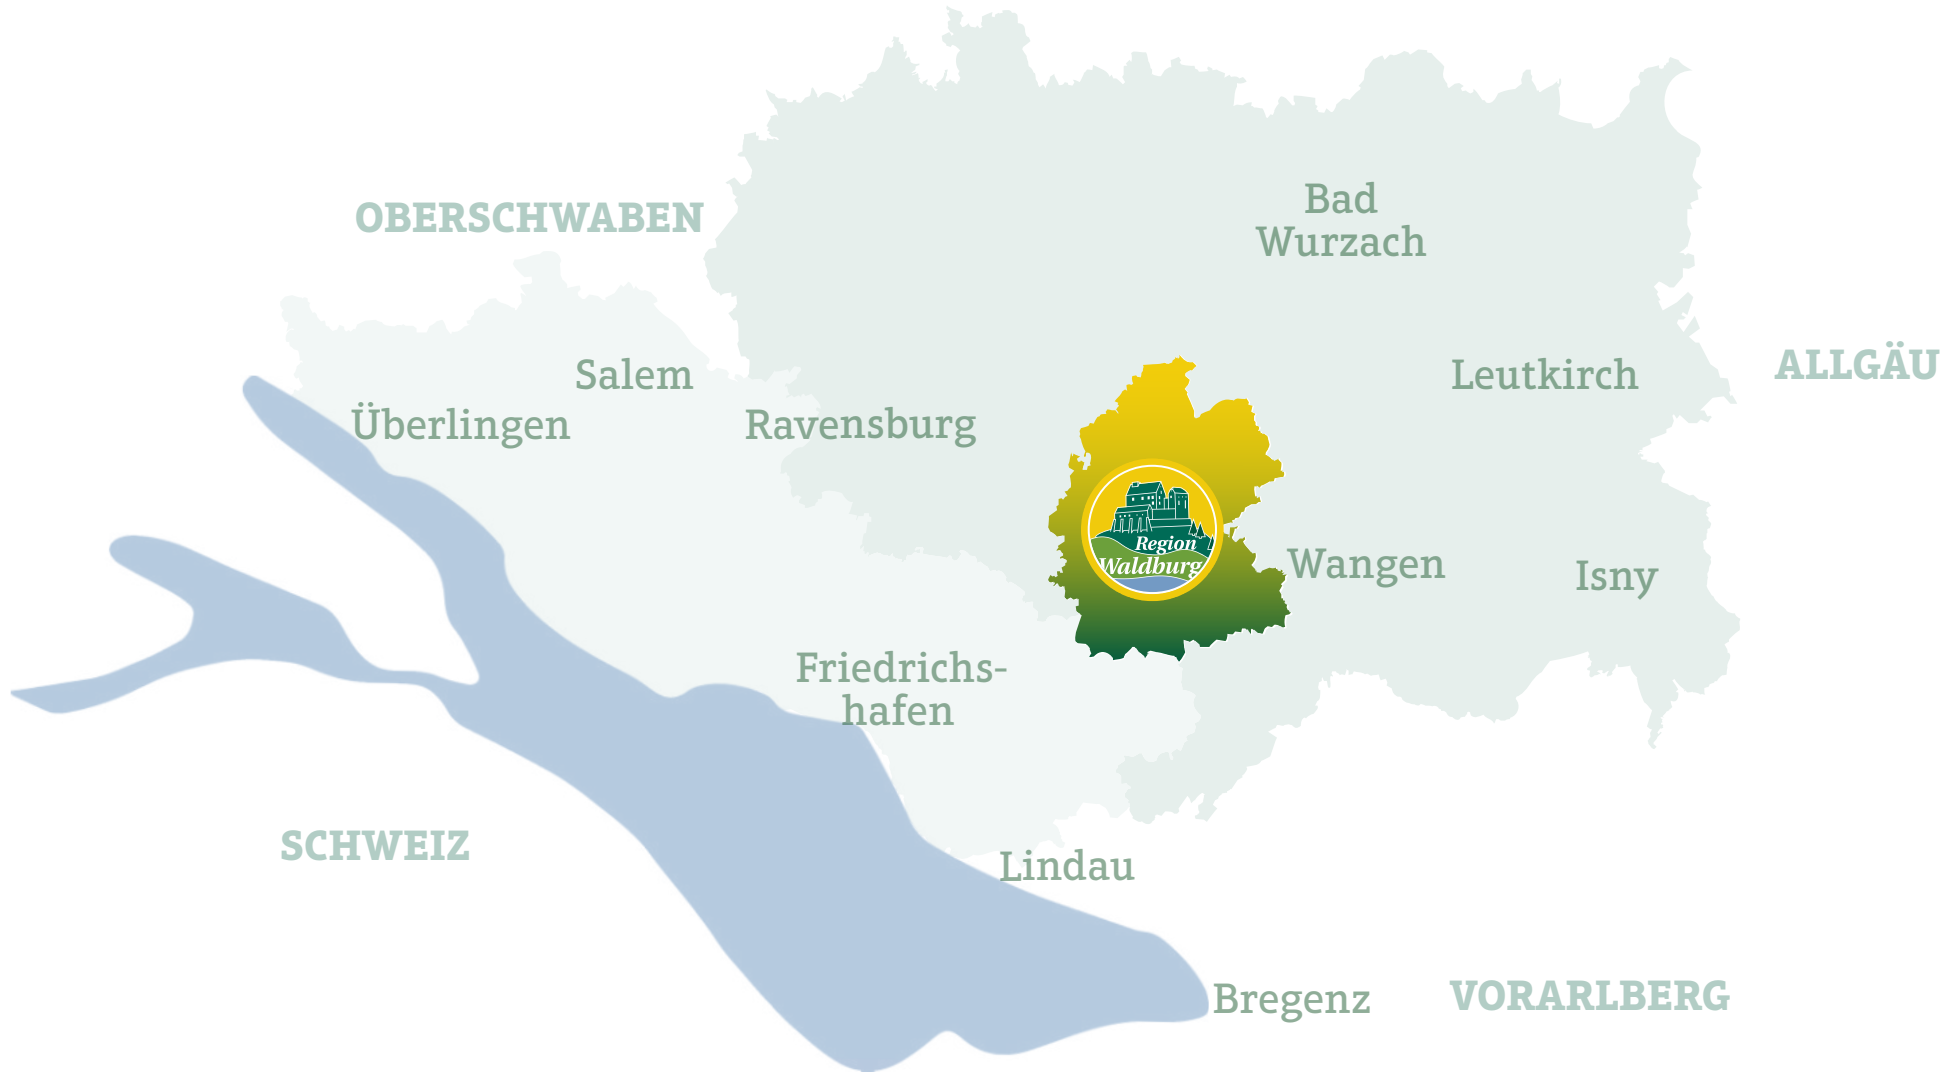 Bad
Wurzach
OBERSCHWABEN
ALLGÄU
Salem
Leutkirch
Überlingen
Ravensburg
Region
Waldburg
Wangen
Isny
Friedrichs-
hafen
SCHWEIZ
Lindau
Bregenz
VORARLBERG